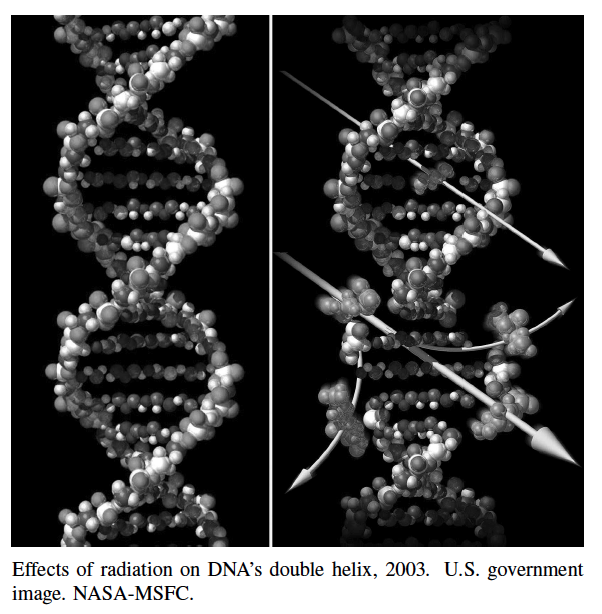 Effects of radiation on DNA's double helix, 2003. U.S. government
image. NASA-MSFC.